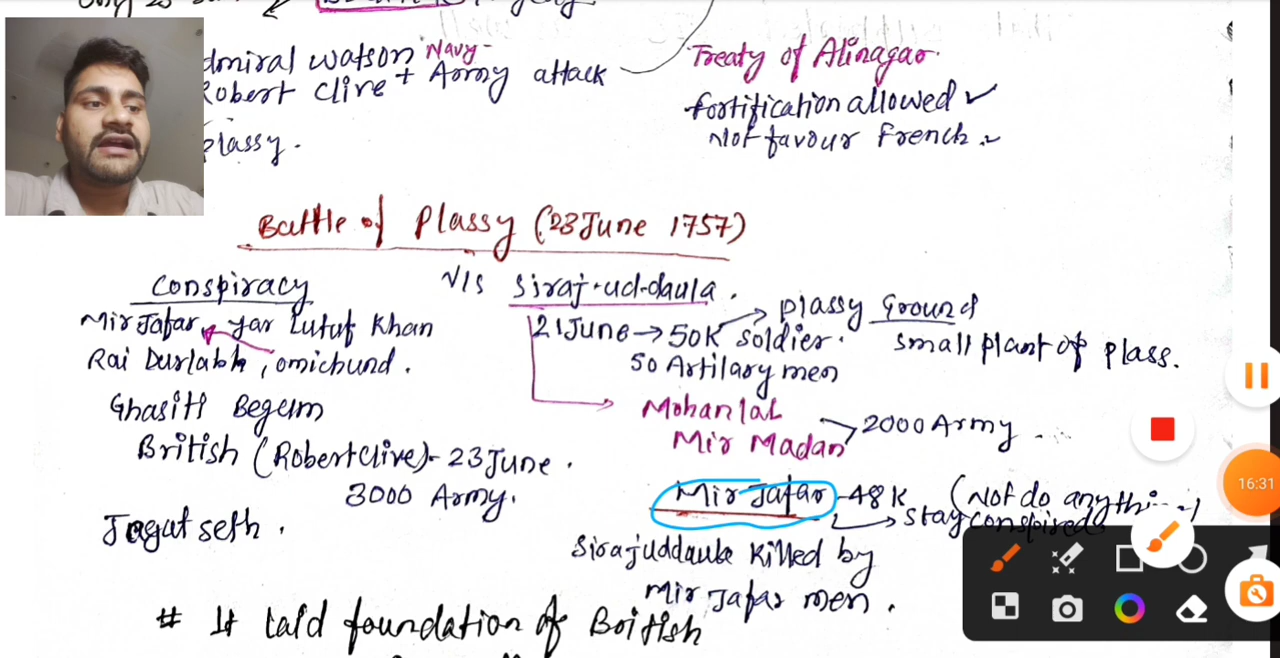 dmiral watson Navy-
Robert Clive + Army attack
plassy.
Treaty of Alinagar.
fortification allowed ✓
Not favour French ✓
Battle of Plassy (23 June 1757)
Conspiracy
Mir Jafar, Yar Lutuf Khan
Rai Durlabh, omichund.
Ghasiti Begum
British (Robert Clive)- 23 June.
3000 Army.
Jagat seth.
V/S Siraj-ud-daula.
21 June → 50K soldier. → plassy Ground
small plant of plass.
50 Artilary men
Mohanlal
Mir Madan
2000 Army
Mir Jafar - 48K (Not do anythi
→ stay conspired
Sirajuddaula killed by
Mir Jafar men.
# It laid foundation of British
16:31